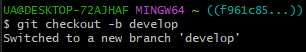 UA@DESKTOP-72AJHAF MINGW64 ~ ((f961c85...))
$ git checkout -b develop
Switched to a new branch 'develop'